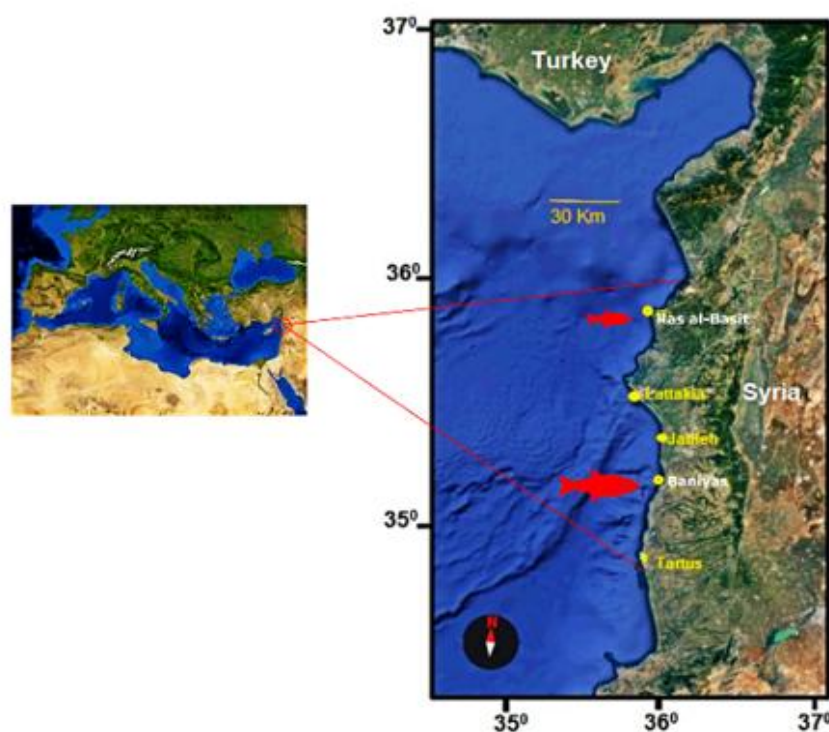 37⁰
Turkey
30 Km
36⁰
Ras al-Basit
Lattakia
Syria
Jableh
Baniyas
35⁰
Tartus
N
35⁰
36⁰
37⁰